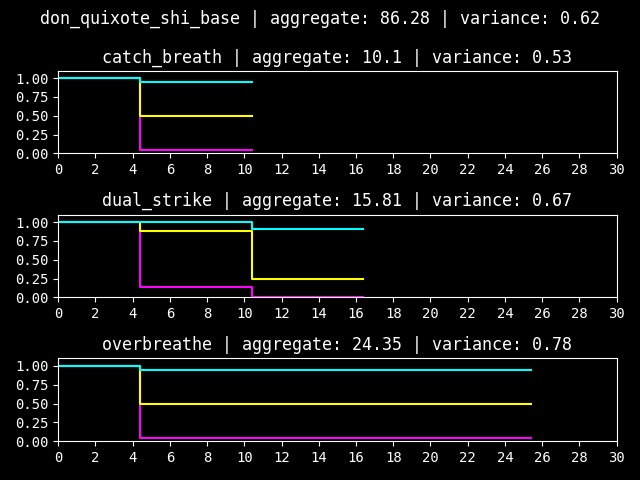 don_quixote_shi_base | aggregate: 86.28 | variance: 0.62
catch_breath | aggregate: 10.1 | variance: 0.53
1.00
0.75
0.50
0.25
0.00
0 2 4 6 8 10 12 14 16 18 20 22 24 26 28 30
dual_strike | aggregate: 15.81 | variance: 0.67
1.00
0.75
0.50
0.25
0.00
0 2 4 6 8 10 12 14 16 18 20 22 24 26 28 30
overbreathe | aggregate: 24.35 | variance: 0.78
1.00
0.75
0.50
0.25
0.00
0 2 4 6 8 10 12 14 16 18 20 22 24 26 28 30